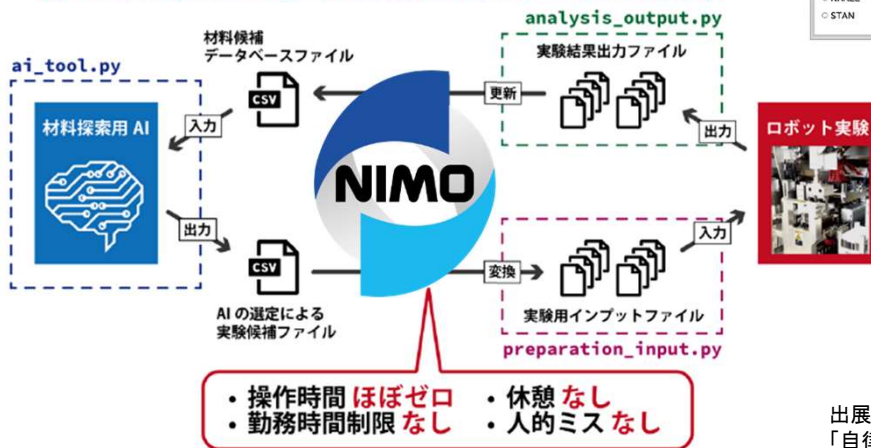 analysis_output.py
STAN
材料候補
データベースファイル
実験結果出力ファイル
ai_tool.py
CSV
更新
材料探索用 AI
入力
出力
ロボット実験
NIMO
出力
入力
CSV
変換
AI の選定による
実験候補ファイル
実験用インプットファイル
preparation_input.py
・操作時間 ほぼゼロ ・休憩 なし
・勤務時間制限 なし ・人的ミス なし
出展